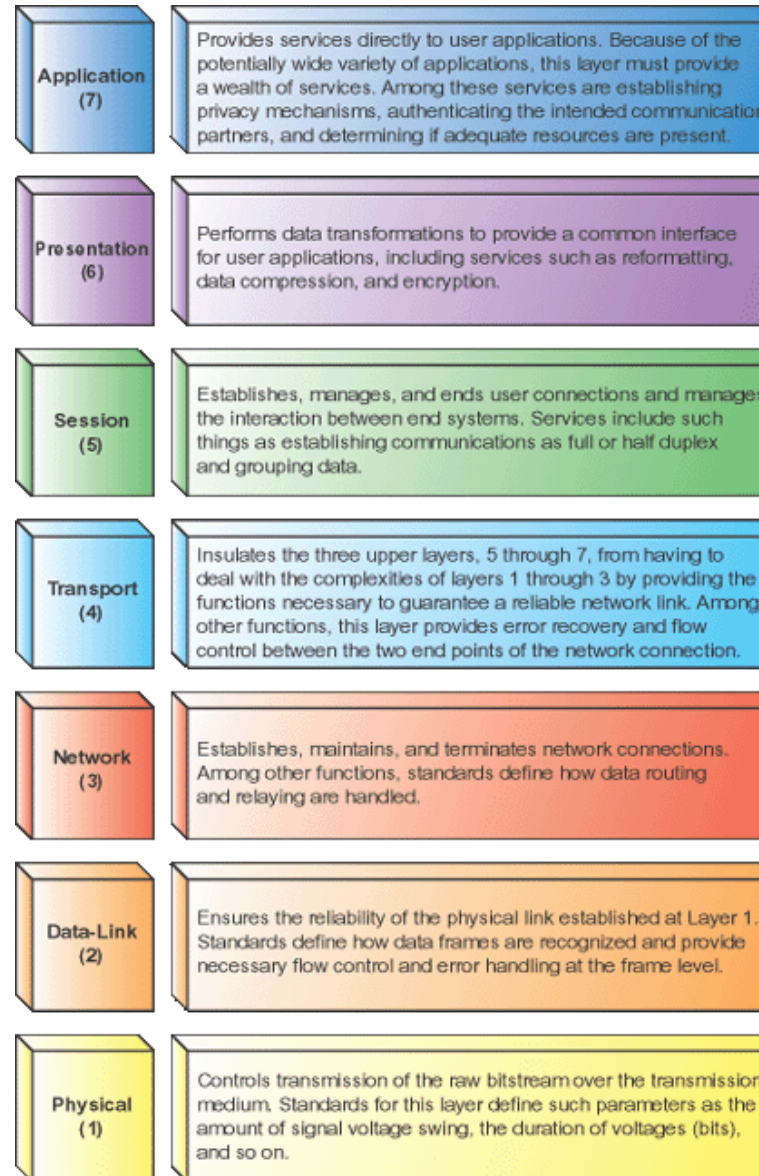 Application
(7)
Provides services directly to user applications. Because of the
potentially wide variety of applications, this layer must provide
a wealth of services. Among these services are establishing
privacy mechanisms, authenticating the intended communication
partners, and determining if adequate resources are present.
Presentation
(6)
Performs data transformations to provide a common interface
for user applications, including services such as reformatting,
data compression, and encryption.
Session
(5)
Establishes, manages, and ends user connections and manages
the interaction between end systems. Services include such
things as establishing communications as full or half duplex
and grouping data.
Transport
(4)
Insulates the three upper layers, 5 through 7, from having to
deal with the complexities of layers 1 through 3 by providing the
functions necessary to guarantee a reliable network link. Among
other functions, this layer provides error recovery and flow
control between the two end points of the network connection.
Network
(3)
Establishes, maintains, and terminates network connections.
Among other functions, standards define how data routing
and relaying are handled.
Data-Link
(2)
Ensures the reliability of the physical link established at Layer 1.
Standards define how data frames are recognized and provide
necessary flow control and error handling at the frame level.
Physical
(1)
Controls transmission of the raw bitstream over the transmission
medium. Standards for this layer define such parameters as the
amount of signal voltage swing, the duration of voltages (bits),
and so on.